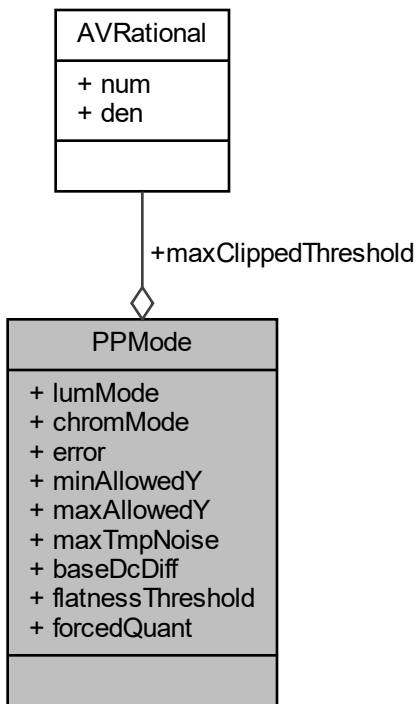 AVRational
+ num
+ den
+maxClippedThreshold
PPMode
+ lumMode
+ chromMode
+ error
+ minAllowedY
+ maxAllowedY
+ maxTmpNoise
+ baseDcDiff
+ flatnessThreshold
+ forcedQuant